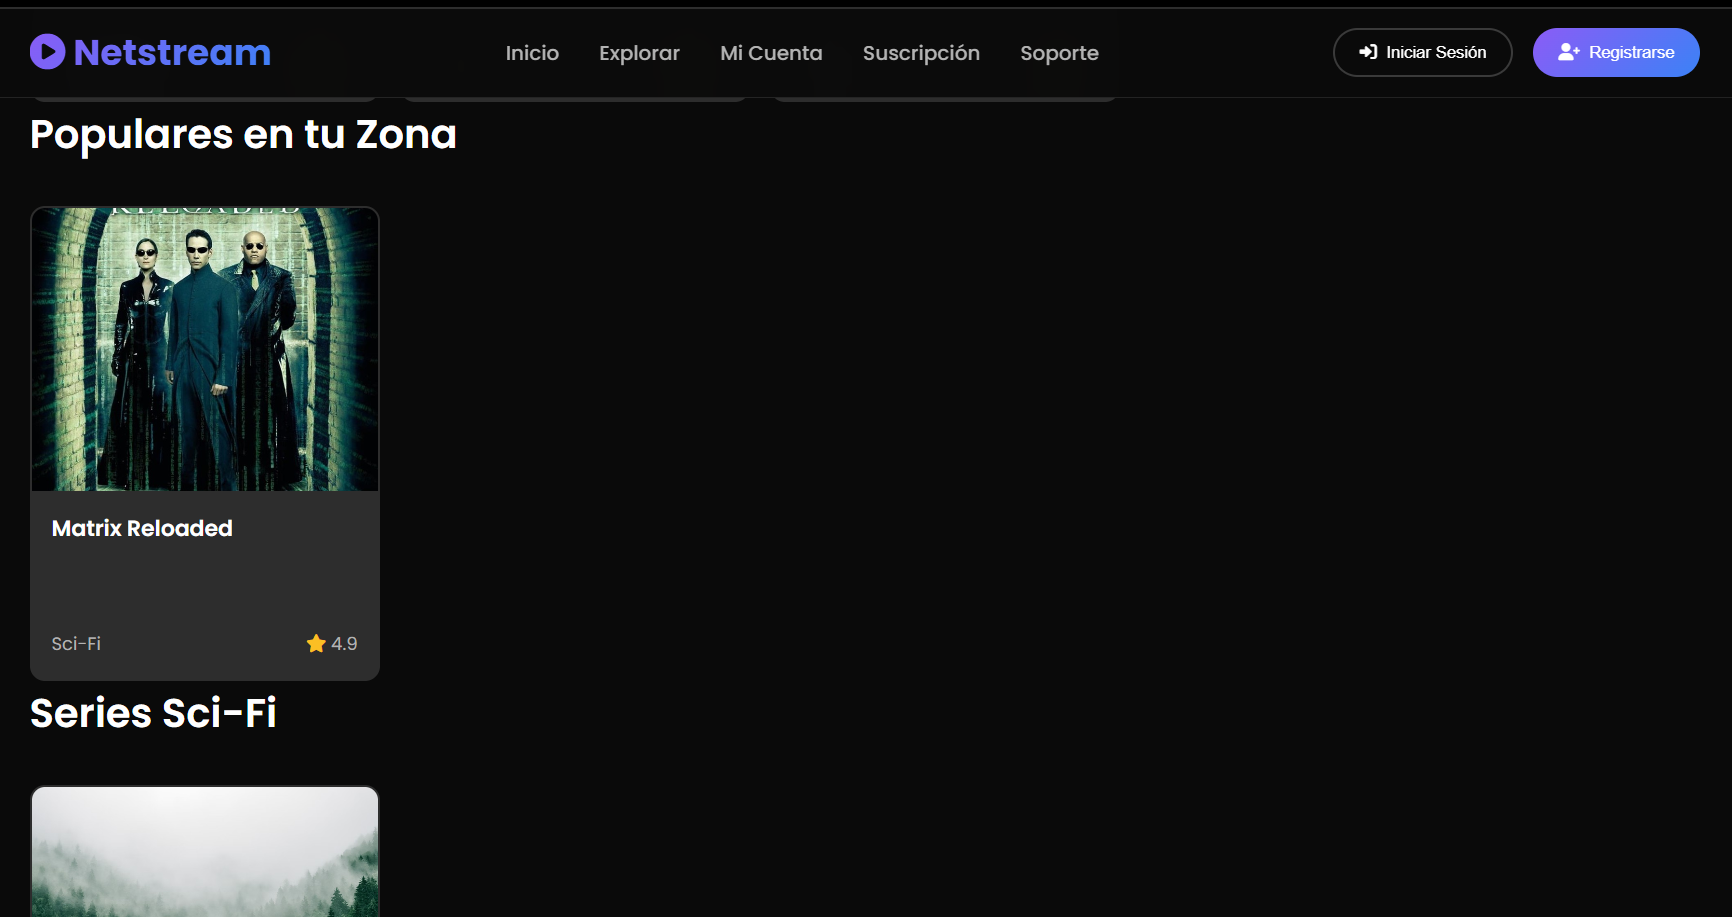 Netstream
Inicio
Explorar
Mi Cuenta
Suscripción
Soporte
Iniciar Sesión
Registrarse
Populares en tu Zona
RELOADED
Matrix Reloaded
Sci-Fi
4.9
Series Sci-Fi